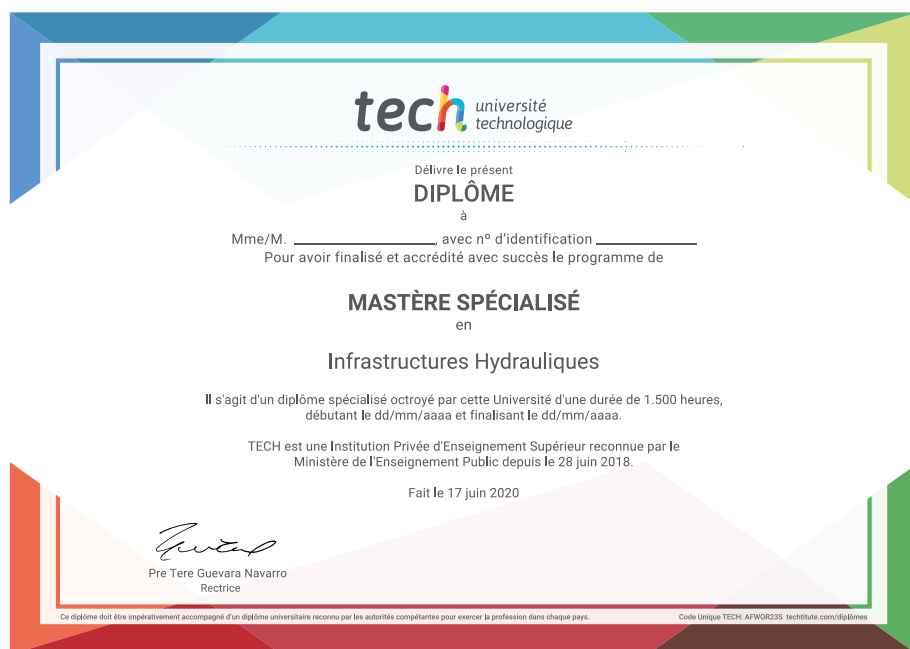 tech université
technologique
Délivre le présent
DIPLÔME
à
Mme/M. ____________________, avec nº d'identification ______________
Pour avoir finalisé et accrédité avec succès le programme de
MASTÈRE SPÉCIALISÉ
en
Infrastructures Hydrauliques
Il s'agit d'un diplôme spécialisé octroyé par cette Université d'une durée de 1.500 heures,
débutant le dd/mm/aaaa et finalisant le dd/mm/aaaa.
TECH est une Institution Privée d'Enseignement Supérieur reconnue par le
Ministère de l'Enseignement Public depuis le 28 juin 2018.
Fait le 17 juin 2020
Pre Tere Guevara Navarro
Rectrice
Ce diplôme doit être impérativement accompagné d'un diplôme universitaire reconnu par les autorités compétantes pour exercer la profession dans chaque pays.
Code Unique TECH: AFWOR23S techtitute.com/diplômes